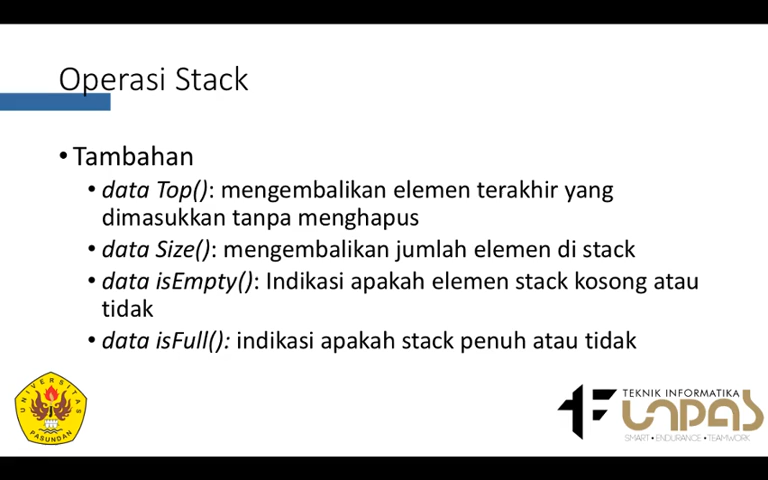 Operasi Stack
• Tambahan
• data Top(): mengembalikan elemen terakhir yang
dimasukkan tanpa menghapus
• data Size(): mengembalikan jumlah elemen di stack
• data isEmpty(): Indikasi apakah elemen stack kosong atau
tidak
• data isFull(): indikasi apakah stack penuh atau tidak
UNIVERSITAS
PASUNDAN
TEKNIK INFORMATIKA
UNPAS
SMART • ENDURANCE • TEAMWORK